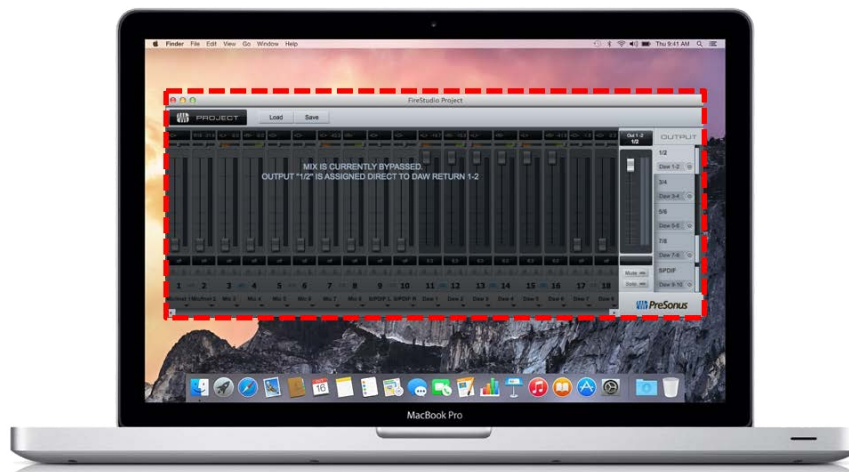 Finder File Edit View Go Window Help
Thu 9:41 AM
FireStudio Project
PROJECT
Load
Save
Out 1-2
1/2
OUTPUT
1/2
Daw 1-2
3/4
Daw 3-4
5/6
Daw 5-6
7/8
Daw 7-8
S/PDIF
Daw 9-10
MIX IS CURRENTLY BYPASSED.
OUTPUT "1/2" IS ASSIGNED DIRECT TO DAW RETURN 1-2
Mute
Solo
1 2 3 4 5 6 7 8 9 10 11 12 13 14 15 16 17 18
Mic 3 Mic 4 Mic 5 Mic 6 Mic 7 Mic 8 S/PDIF L S/PDIF R Daw 1 Daw 2 Daw 3 Daw 4 Daw 5 Daw 6 Daw 7 Daw 8
PreSonus
16
MacBook Pro